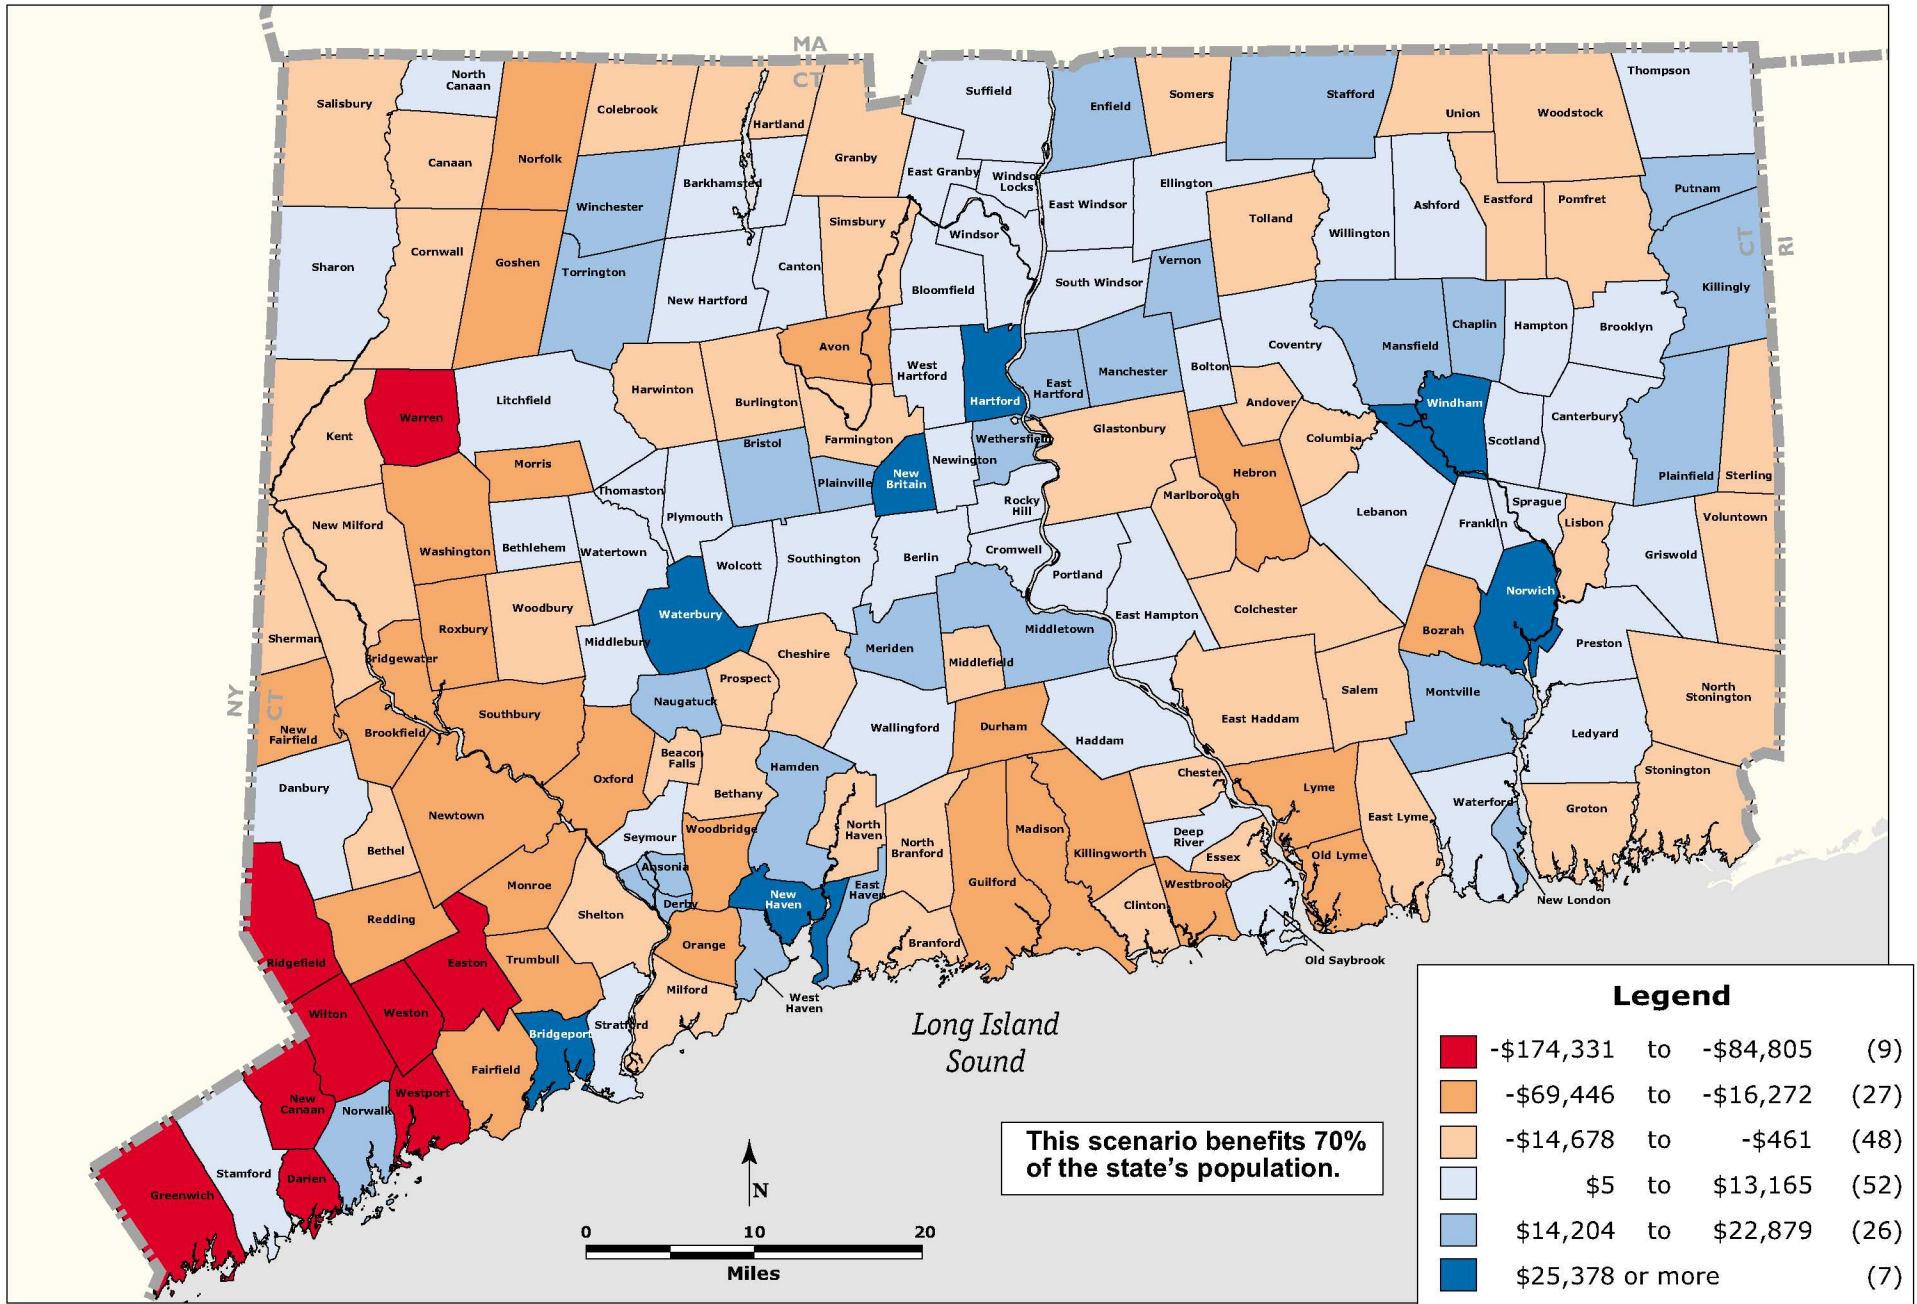 MA
CT
North
Canaan
Salisbury
Colebrook
Hartland
Suffield
Enfield
Somers
Stafford
Union
Woodstock
Thompson
Canaan
Norfolk
Granby
Winchester
Barkhamsted
East Granby
Windsor
Locks
East Windsor
Ellington
Ashford
Eastford
Pomfret
Putnam
Sharon
Cornwall
Goshen
Torrington
Simsbury
Windsor
Tolland
Willington
CT
RI
New Hartford
Canton
Bloomfield
South Windsor
Vernon
Killingly
Avon
West
Hartford
Hartford
East
Hartford
Manchester
Bolton
Coventry
Mansfield
Chaplin
Hampton
Brooklyn
Kent
Warren
Litchfield
Harwinton
Burlington
Farmington
Wethersfield
Glastonbury
Andover
Columbia
Windham
Scotland
Canterbury
Morris
Bristol
Plainville
New
Britain
Newington
Hebron
Plainfield
Sterling
New Milford
Washington
Thomaston
Plymouth
Rocky
Hill
Marlborough
Lebanon
Franklin
Sprague
Lisbon
Voluntown
Bethlehem
Watertown
Wolcott
Southington
Berlin
Cromwell
Portland
Griswold
Sherman
Roxbury
Woodbury
Waterbury
East Hampton
Colchester
Norwich
Bridgewater
Middlebury
Cheshire
Meriden
Middletown
Middlefield
Bozrah
Preston
NY
CT
New
Fairfield
Brookfield
Southbury
Naugatuck
Prospect
Wallingford
Durham
Haddam
East Haddam
Salem
Montville
Ledyard
North
Stonington
Danbury
Newtown
Oxford
Beacon
Falls
Bethany
Hamden
Chester
Lyme
East Lyme
Waterford
Groton
Stonington
Bethel
Seymour
Woodbridge
North
Haven
North
Branford
Madison
Killingworth
Deep
River
Essex
Old Lyme
Redding
Monroe
Ansonia
Derby
Shelton
New
Haven
East
Haven
Guilford
Clinton
Westbrook
New London
Ridgefield
Easton
Trumbull
Orange
Branford
Old Saybrook
Wilton
Weston
Milford
West
Haven
Bridgeport
Stratford
Fairfield
New
Canaan
Norwalk
Westport
Greenwich
Stamford
Darien
Long Island
Sound
This scenario benefits 70%
of the state's population.
N
0 10 20
Miles
Legend
-$174,331 to -$84,805 (9)
-$69,446 to -$16,272 (27)
-$14,678 to -$461 (48)
$5 to $13,165 (52)
$14,204 to $22,879 (26)
$25,378 or more (7)